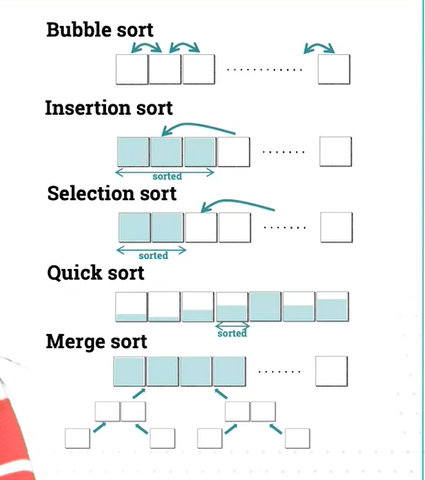 Bubble sort
Insertion sort
sorted
Selection sort
sorted
Quick sort
sorted
Merge sort